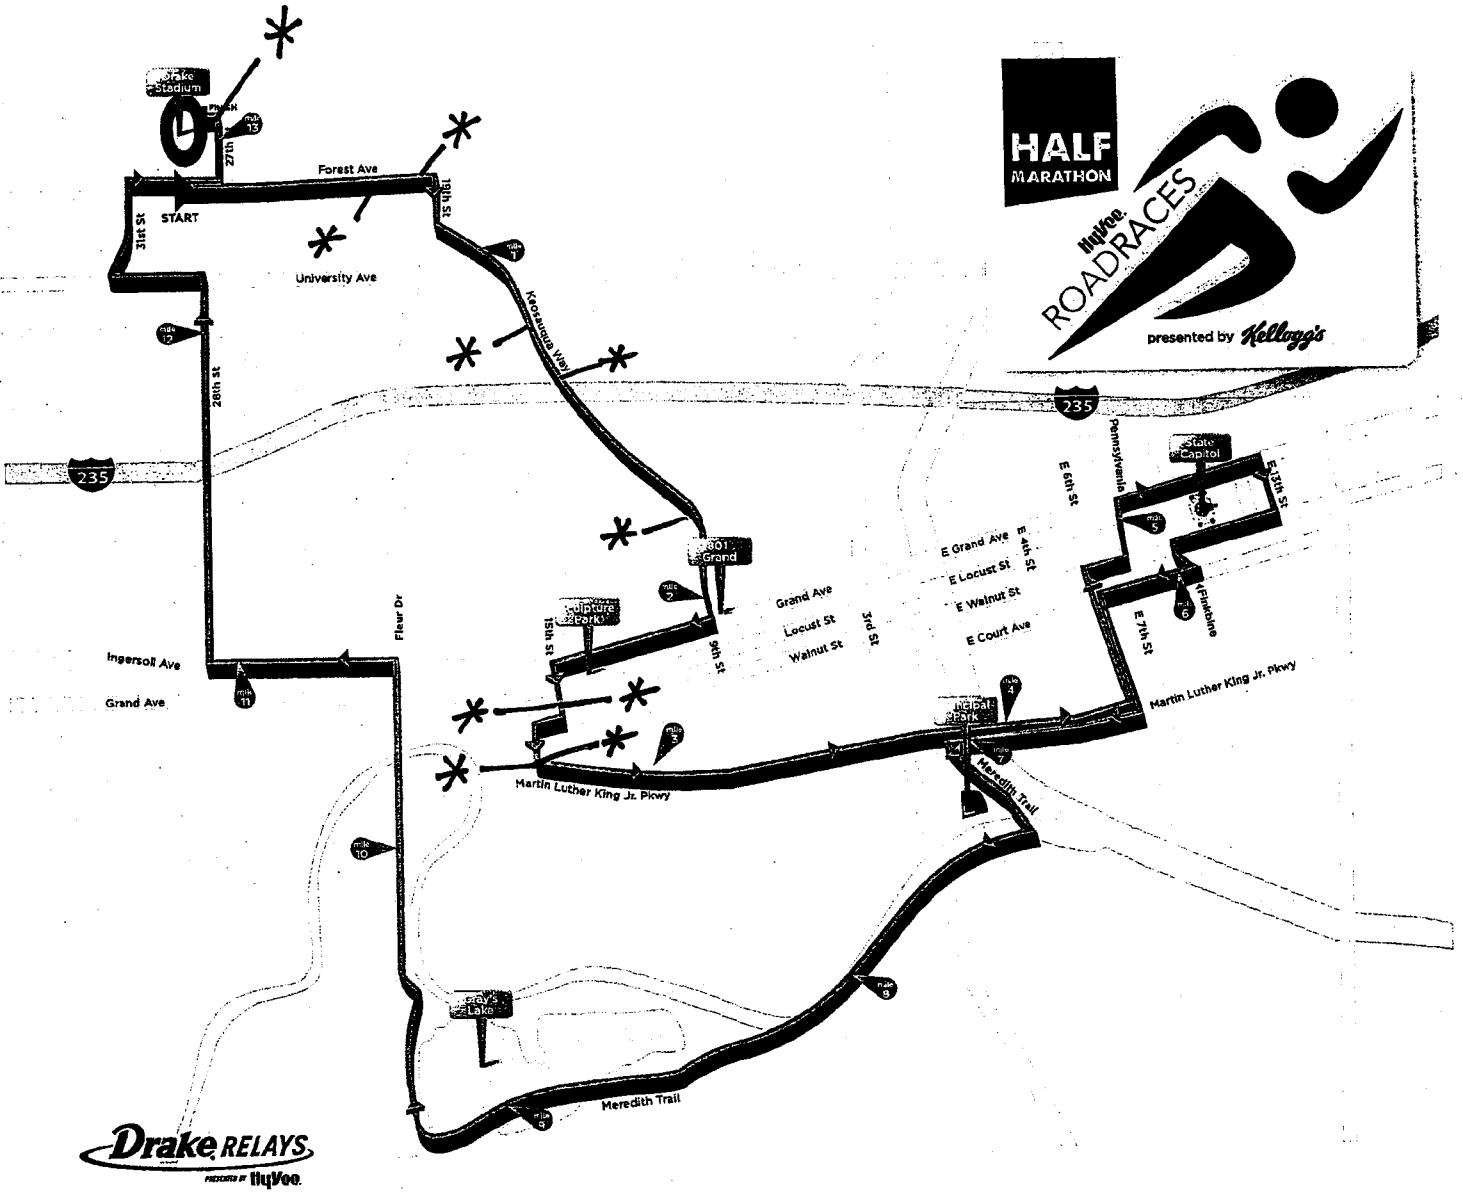 Drake
Stadium
FINISH
mile
13
27th
Forest Ave
19th St
START
31st St
University Ave
mile
1
Keosauqua Way
mile
12
28th St
HALF
MARATHON
HyVee
ROADRACES
presented by Kellogg's
235
235
Pennsylvania
State
Capitol
E 6th St
E 13th St
mile
5
E Grand Ave
E 4th St
E Locust St
E Walnut St
E Court Ave
E 7th St
Finkbine
mile
6
801
Grand
mile
2
Grand Ave
Locust St
Walnut St
3rd St
9th St
15th St
Fleur Dr
Ingersoll Ave
Grand Ave
mile
11
Martin Luther King Jr. Pkwy
mile
4
Park
mile
3
mile
7
Martin Luther King Jr. Pkwy
Meredith Trail
mile
10
mile
8
Gray's
Lake
mile
9
Meredith Trail
Drake RELAYS
PRESENTED BY HyVee